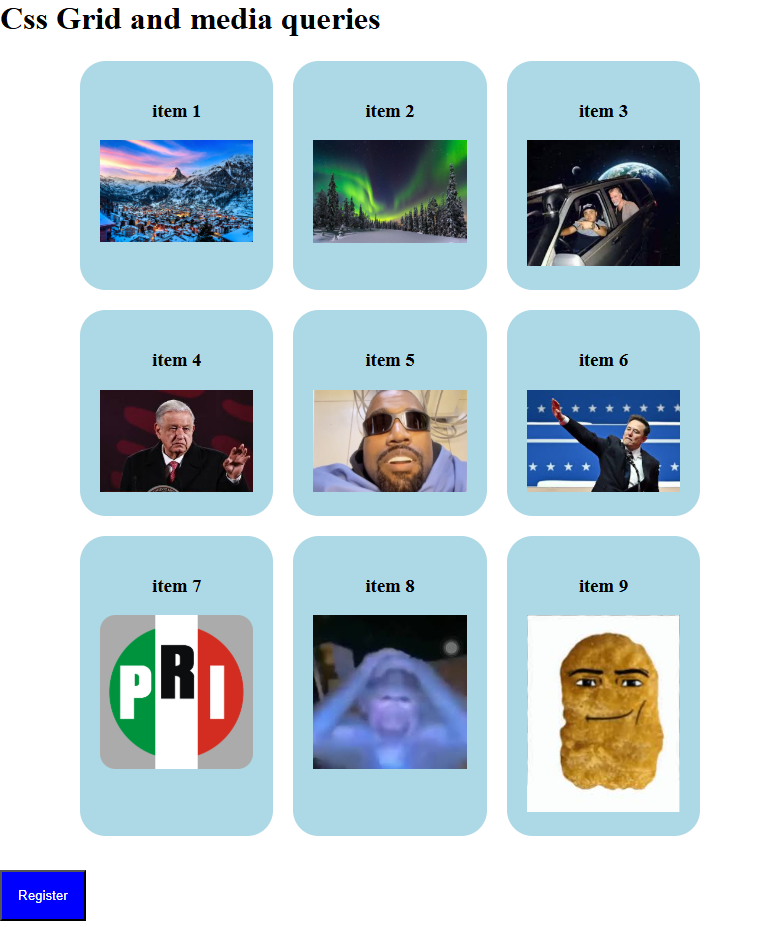 Css Grid and media queries
item 1
item 2
item 3
item 4
item 5
item 6
item 7
item 8
item 9
PRI
Register